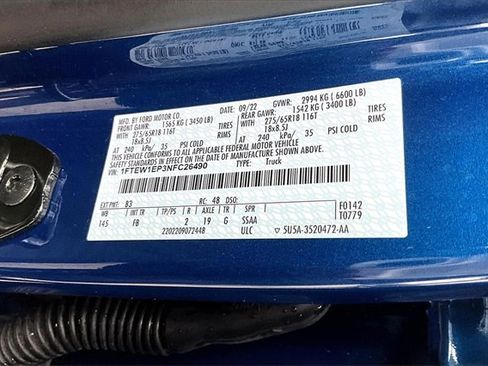 MFD. BY FORD MOTOR CO. 09/22 GVWR: 2994 KG (6600 LB)
FRONT GAWR: 1565 KG (3450 LB) REAR GAWR: 1542 KG (3400 LB)
275/65R18 116T TIRES WITH 275/65R18 116T TIRES
18x8.5J RIMS 18x8.5J RIMS
AT 240 kPa/ 35 PSI COLD AT 240 kPa/ 35 PSI COLD
THIS VEHICLE CONFORMS TO ALL APPLICABLE FEDERAL MOTOR VEHICLE
SAFETY STANDARDS IN EFFECT ON THE DATE OF MANUFACTURE SHOWN ABOVE.
VIN: 1FTEW1EP3NFC26490 TYPE: Truck
EXT PNT: B3 RC: 48 DSO: F0142
WB INT TR TP/PS R AXLE TR SPR T0779
145 FB 2 19 G SSAA
2202209072448 ULC 5U5A-3520472-AA